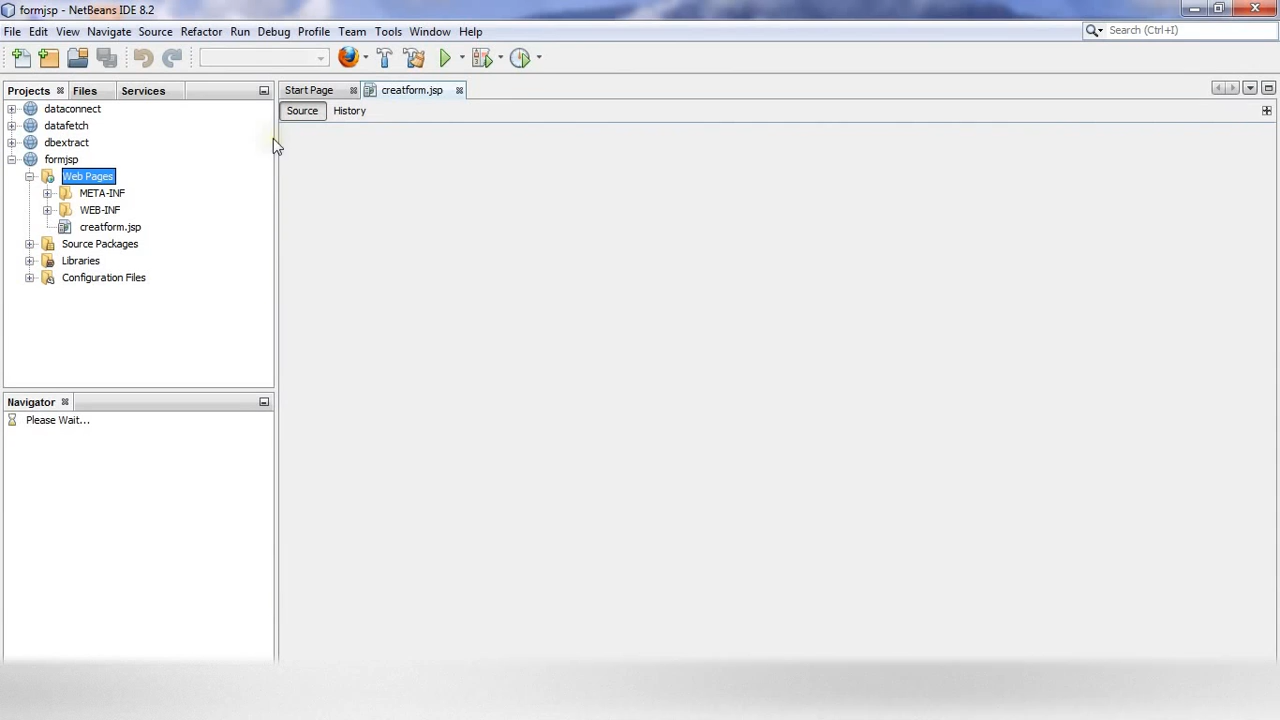 formjsp - NetBeans IDE 8.2
File Edit View Navigate Source Refactor Run Debug Profile Team Tools Window Help
Search (Ctrl+I)
Projects Files Services
Start Page creatform.jsp
Source History
dataconnect
datafetch
dbextract
formjsp
Web Pages
META-INF
WEB-INF
creatform.jsp
Source Packages
Libraries
Configuration Files
Navigator
Please Wait...